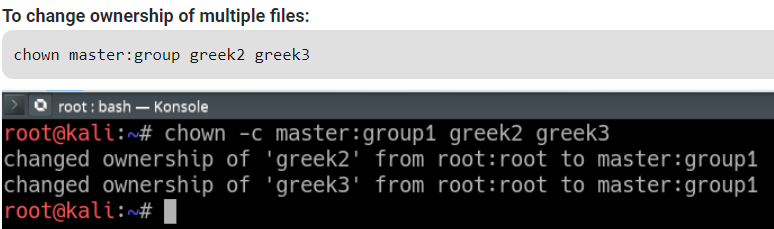 To change ownership of multiple files:
chown master:group greek2 greek3
root : bash — Konsole
root@kali:~# chown -c master:group1 greek2 greek3
changed ownership of 'greek2' from root:root to master:group1
changed ownership of 'greek3' from root:root to master:group1
root@kali:~#